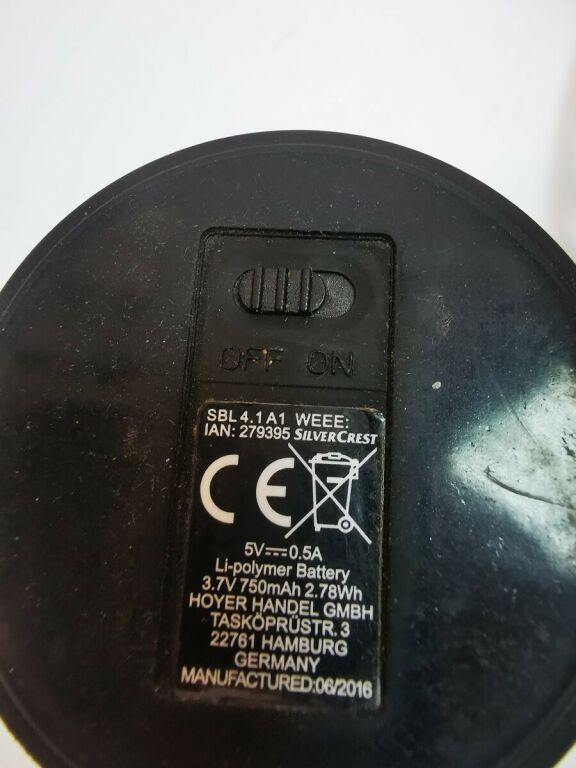 OFF ON
SBL 4.1 A1 WEEE:
IAN: 279395 SILVERCREST
CE
5V⎓0.5A
Li-polymer Battery
3.7V 750mAh 2.78Wh
HOYER HANDEL GMBH
TASKÖPRÜSTR. 3
22761 HAMBURG
GERMANY
MANUFACTURED:06/2016